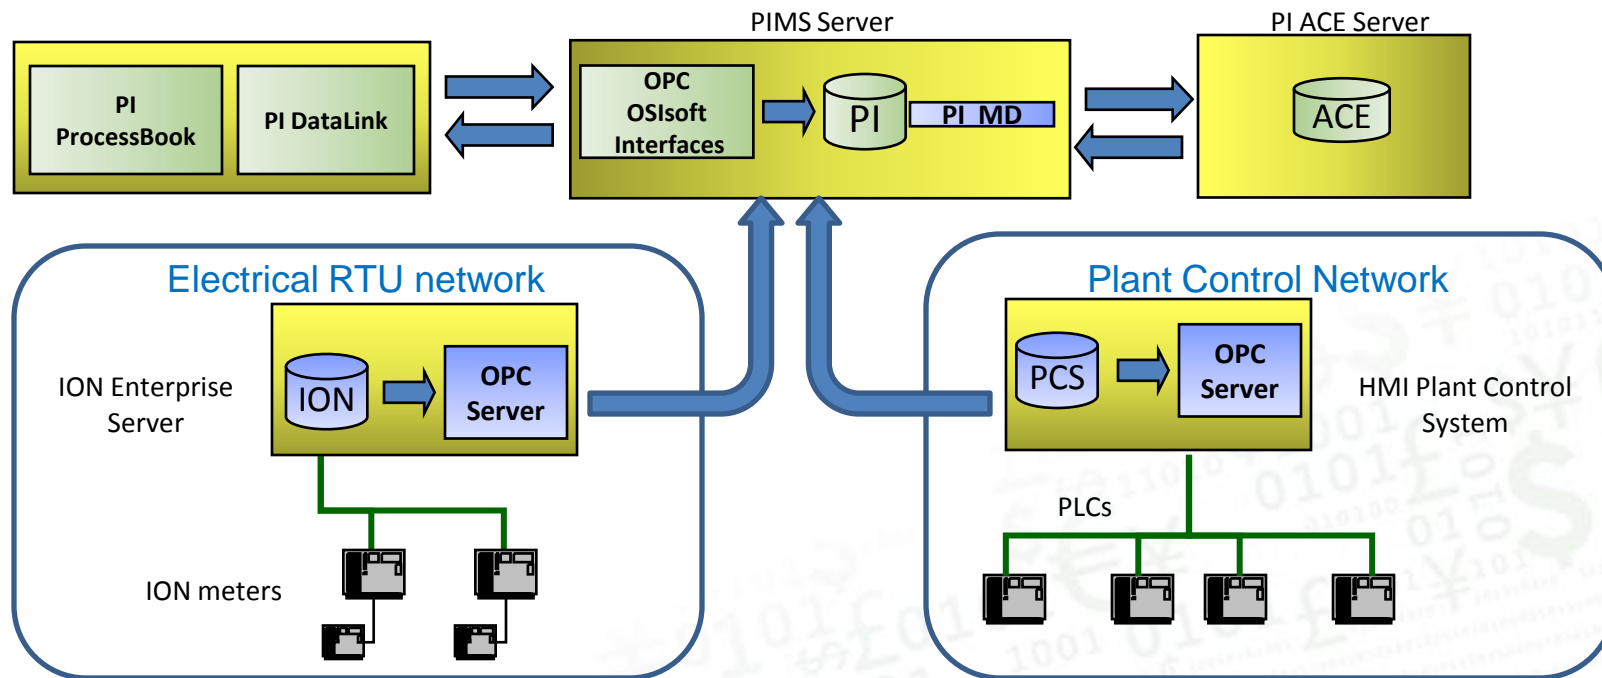 PIMS Server
PI ACE Server
PI
ProcessBook
PI DataLink
OPC
OSIsoft
Interfaces
PI
PI MD
ACE
Electrical RTU network
ION Enterprise
Server
ION
OPC
Server
ION meters
Plant Control Network
PCS
OPC
Server
HMI Plant Control
System
PLCs